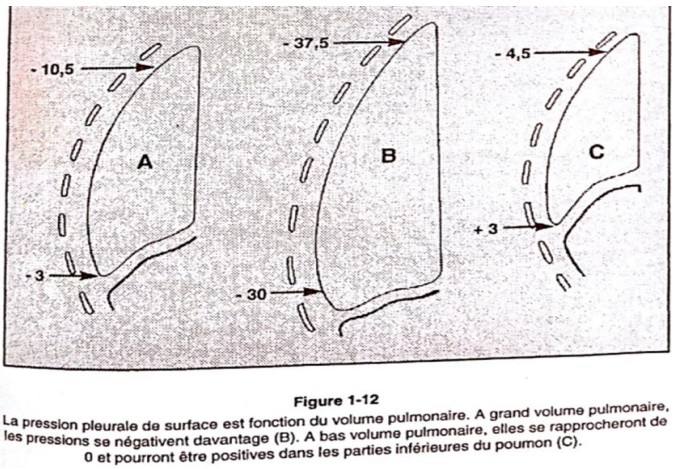 - 10,5
- 37,5
- 4,5
A
B
C
+ 3
- 3
- 30
Figure 1-12
La pression pleurale de surface est fonction du volume pulmonaire. A grand volume pulmonaire,
les pressions se négativent davantage (B). A bas volume pulmonaire, elles se rapprocheront de
0 et pourront être positives dans les parties inférieures du poumon (C).